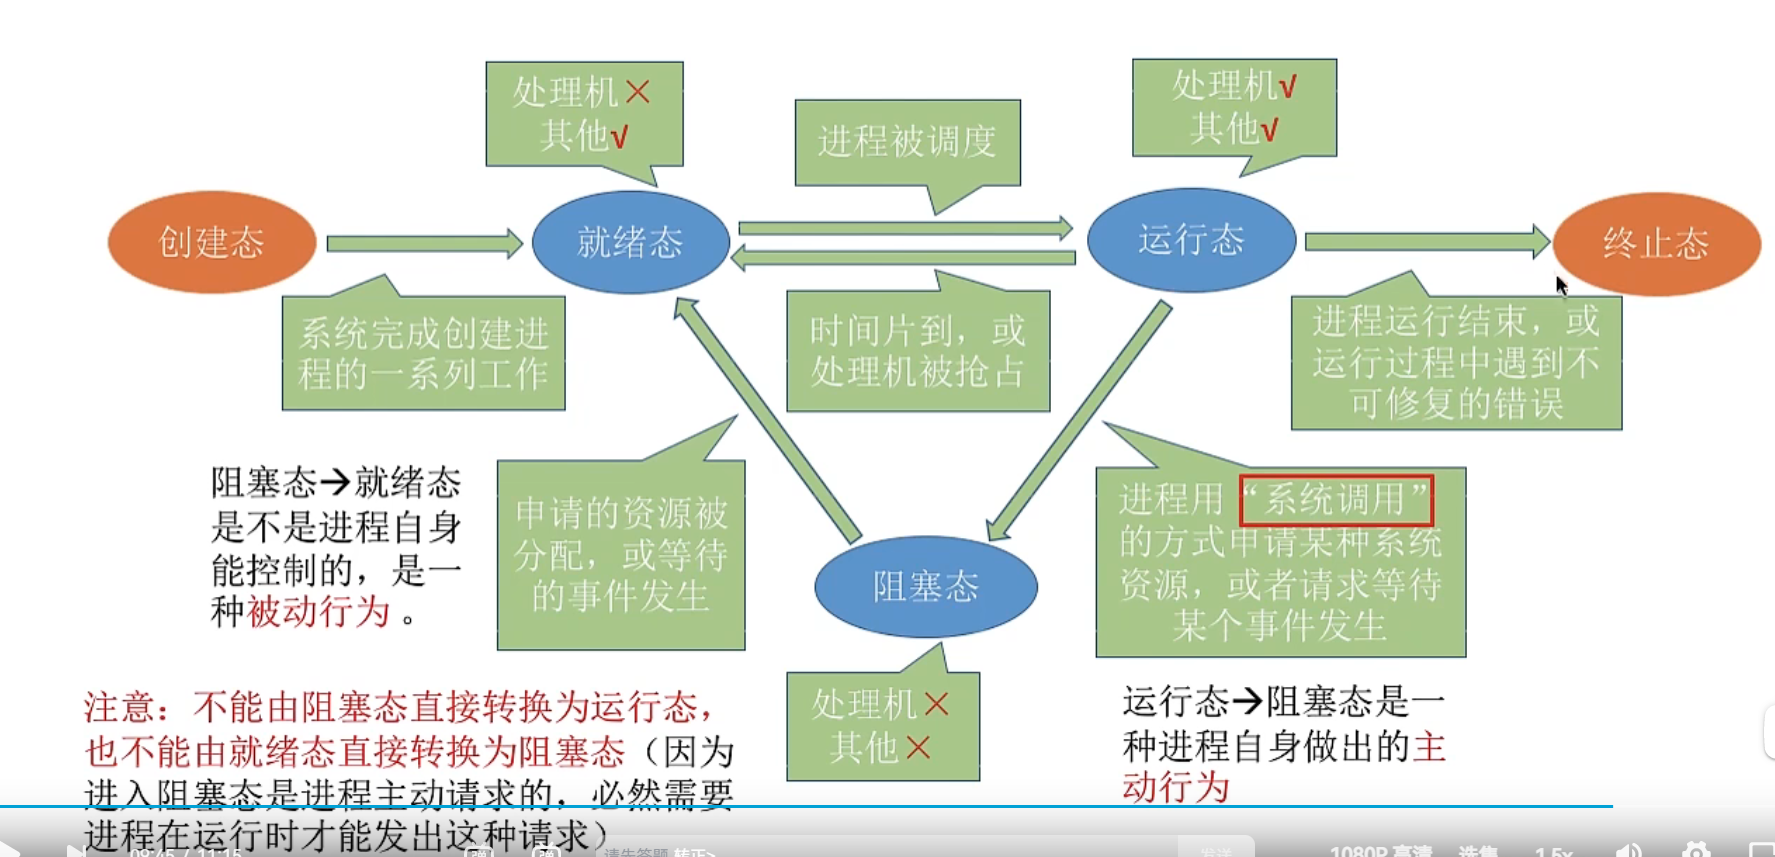 处理机×
其他√
进程被调度
处理机√
其他√
创建态
就绪态
运行态
终止态
系统完成创建进
程的一系列工作
时间片到，或
处理机被抢占
进程运行结束，或
运行过程中遇到不
可修复的错误
阻塞态→就绪态
是不是进程自身
能控制的，是一
种被动行为。
申请的资源被
分配，或等待
的事件发生
进程用“系统调用”
的方式申请某种系统
资源，或者请求等待
某个事件发生
阻塞态
处理机×
其他×
运行态→阻塞态是一
种进程自身做出的主
动行为
注意：不能由阻塞态直接转换为运行态，
也不能由就绪态直接转换为阻塞态（因为
进入阻塞态是进程主动请求的，必然需要
进程在运行时才能发出这种请求）
09:45 / 11:15
请先答题 转正>
发送
1080P 高清
选集
1.5x